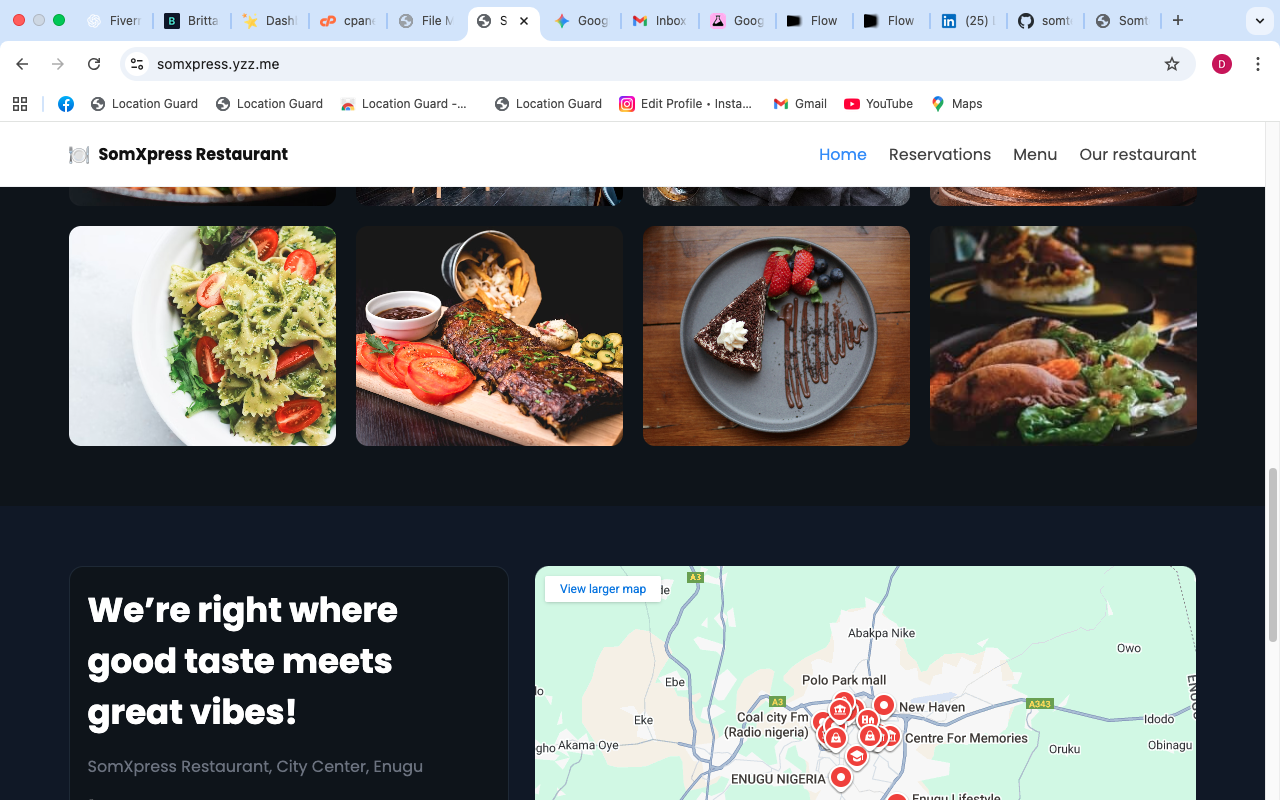 Fiverr
Britta
Dashl
cpane
File M
S
Goog
Inbox
Goog
Flow
Flow
(25)
somt
Somt
somxpress.yzz.me
D
Location Guard
Location Guard
Location Guard -...
Location Guard
Edit Profile • Insta...
Gmail
YouTube
Maps
SomXpress Restaurant
Home
Reservations
Menu
Our restaurant
We’re right where
good taste meets
great vibes!
SomXpress Restaurant, City Center, Enugu
View larger map
A3
Abakpa Nike
Owo
Ebe
Polo Park mall
A3
New Haven
A343
Eke
Coal city Fm
(Radio nigeria)
Idodo
Akama Oye
Centre For Memories
Oruku
Obinagu
ENUGU NIGERIA
Enugu Lifestyle